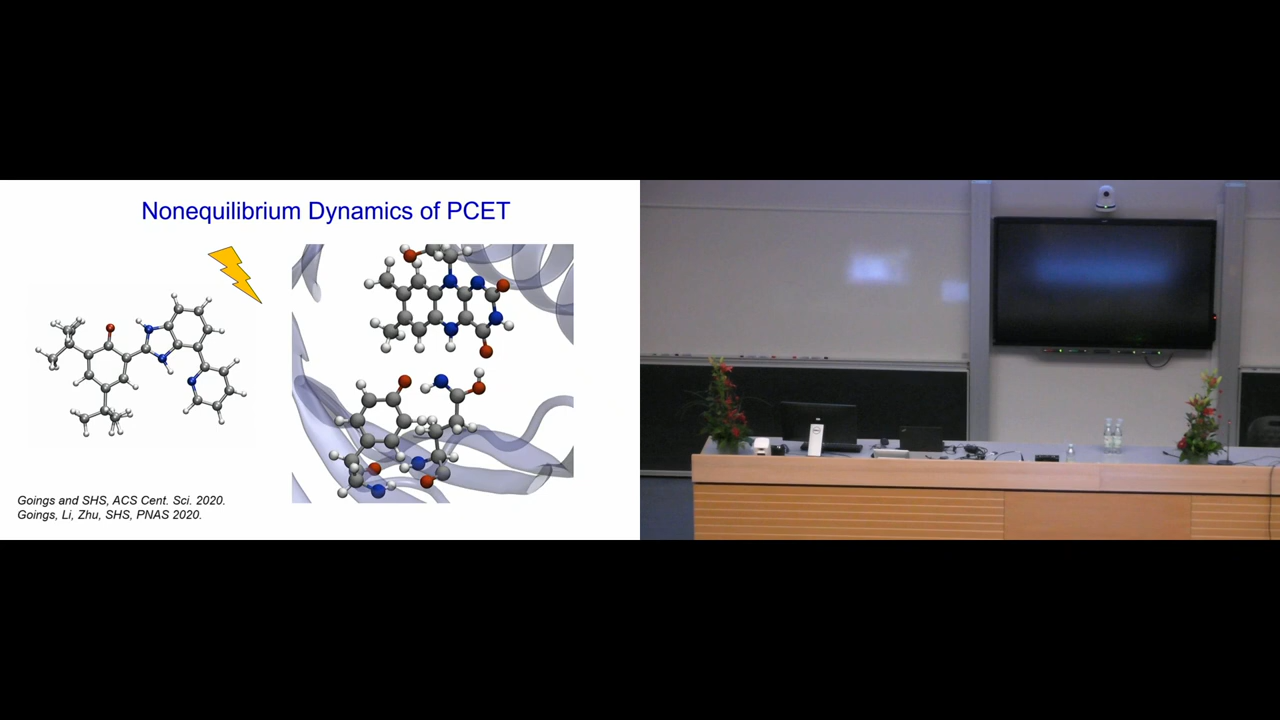 Nonequilibrium Dynamics of PCET
Goings and SHS, ACS Cent. Sci. 2020.
Goings, Li, Zhu, SHS, PNAS 2020.